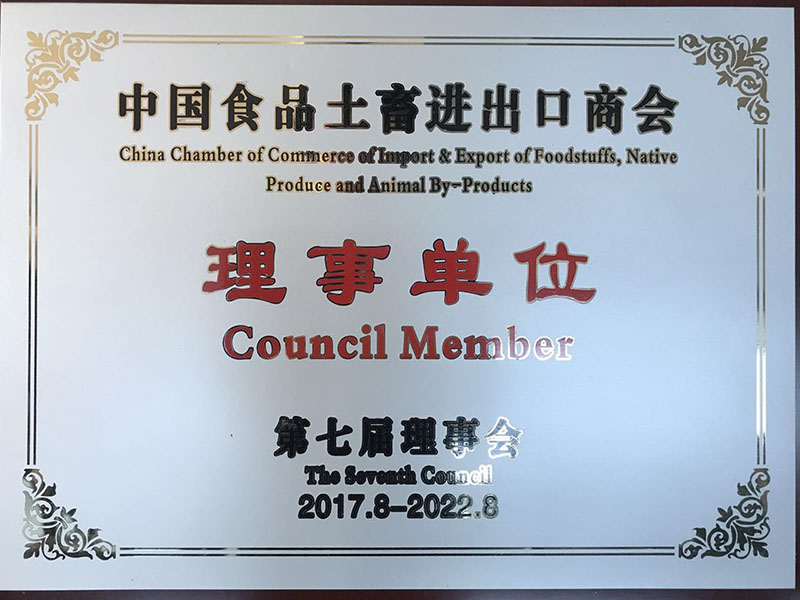 中国食品土畜进出口商会
China Chamber of Commerce of Import & Export of Foodstuffs, Native
Produce and Animal By-Products
理事单位
Council Member
第七届理事会
The Seventh Council
2017.8-2022.8